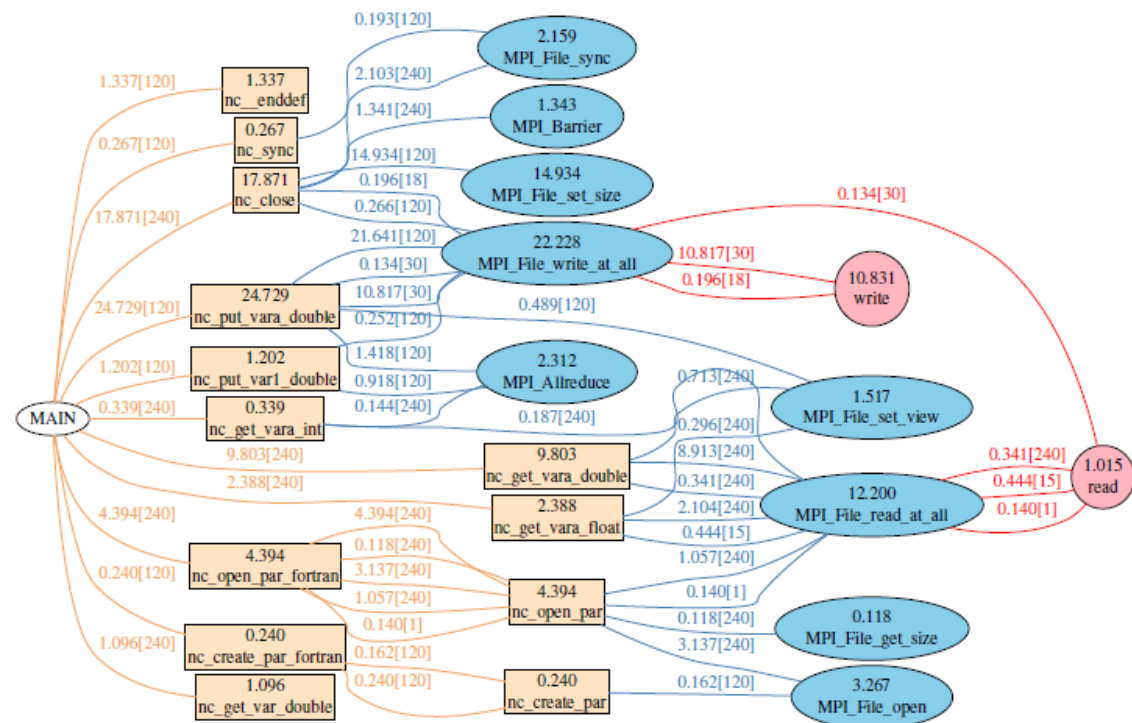 0.193[120]
2.159
MPI_File_sync
1.337[120]
1.337
nc__enddef
2.103[240]
1.341[240]
1.343
MPI_Barrier
0.267[120]
0.267
nc_sync
14.934[120]
17.871
nc_close
14.934
MPI_File_set_size
0.196[18]
17.871[240]
0.266[120]
0.134[30]
21.641[120]
22.228
MPI_File_write_at_all
10.817[30]
0.196[18]
10.831
write
0.134[30]
24.729[120]
24.729
nc_put_vara_double
10.817[30]
0.489[120]
0.252[120]
1.202[120]
1.202
nc_put_var1_double
1.418[120]
0.918[120]
2.312
MPI_Allreduce
0.713[240]
1.517
MPI_File_set_view
MAIN
0.339[240]
0.339
nc_get_vara_int
0.144[240]
0.187[240]
0.296[240]
9.803[240]
9.803
nc_get_vara_double
8.913[240]
0.341[240]
0.341[240]
1.015
read
2.388[240]
2.388
nc_get_vara_float
2.104[240]
0.444[15]
12.200
MPI_File_read_at_all
0.444[15]
0.140[1]
4.394[240]
4.394[240]
4.394
nc_open_par_fortran
0.118[240]
3.137[240]
1.057[240]
0.140[1]
4.394
nc_open_par
1.057[240]
0.140[1]
0.118[240]
3.137[240]
0.118
MPI_File_get_size
0.240[120]
0.240
nc_create_par_fortran
0.162[120]
0.240[120]
0.240
nc_create_par
0.162[120]
3.267
MPI_File_open
1.096[240]
1.096
nc_get_var_double